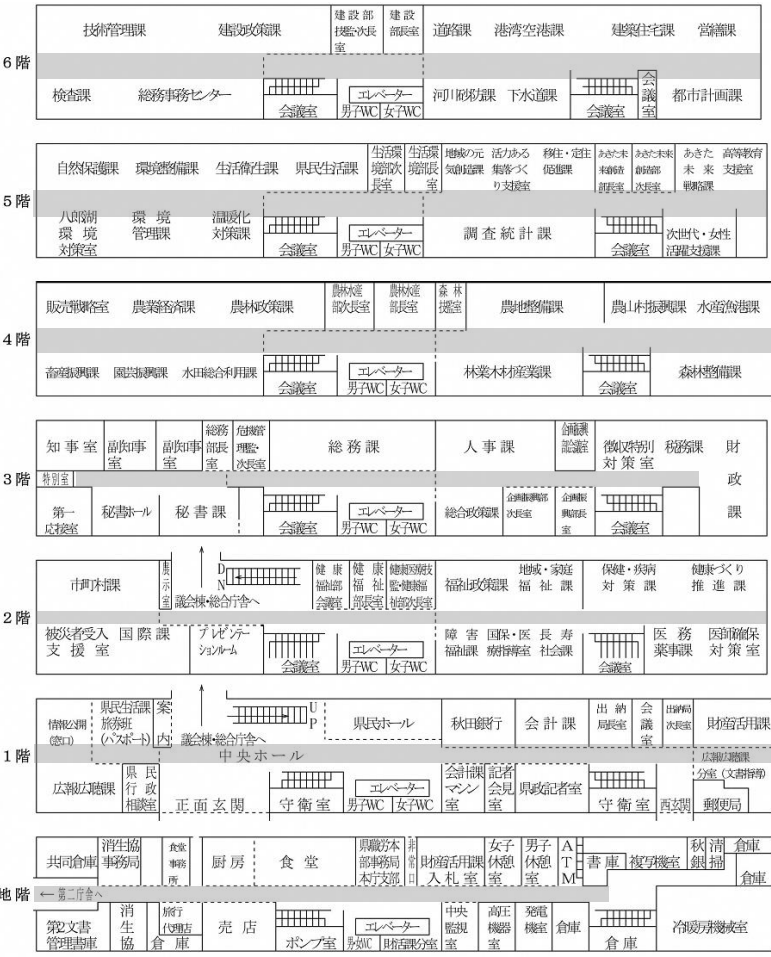 技術管理課 建設政策課 建設部技監・次長室 建設部長室 道路課 港湾空港課 建築住宅課 営繕課
6階
検査課 総務事務センター 会議室 エレベーター 男子WC 女子WC 河川砂防課 下水道課 会議室 会議室 都市計画課
自然保護課 環境整備課 生活衛生課 県民生活課 生活環境部次長室 生活環境部長室 地域の元気創造課 活力ある集落づくり支援室 移住・定住促進課 あきた未来創造部長室 あきた未来創造部次長室 あきた未来戦略課 高等教育支援室
5階
八郎湖環境対策室 環境管理課 温暖化対策課 会議室 エレベーター 男子WC 女子WC 調査統計課 会議室 次世代・女性活躍支援課
販売戦略室 農業経済課 農林政策課 農林水産部次長室 農林水産部長室 森林技監室 農地整備課 農山村振興課 水産漁港課
4階
畜産振興課 園芸振興課 水田総合利用課 会議室 エレベーター 男子WC 女子WC 林業木材産業課 会議室 森林整備課
知事室 副知事室 副知事室 総務部長室 危機管理監・次長室 総務課 人事課 企画振興部会議室 徴収特別対策室 税務課 財政課
3階 特別室
第一応接室 秘書ホール 秘書課 会議室 エレベーター 男子WC 女子WC 総合政策課 企画振興部次長室 企画振興部長室 会議室
市町村課 展示室 議会棟・総合庁舎へ DN 健康福祉部会議室 健康福祉部長室 健康医療技監・健康福祉部次長室 福祉政策課 地域・家庭福祉課 保健・疾病対策課 健康づくり推進課
2階
被災者受入支援室 国際課 プレゼンテーションルーム 会議室 エレベーター 男子WC 女子WC 障害福祉課 国保・医療指導室 長寿社会課 会議室 医務薬事課 医師確保対策室
情報公開(窓口) 県民生活課旅券班(パスポート) 案内 議会棟・総合庁舎へ UP 県民ホール 秋田銀行 会計課 出納局長室 会議室 出納局次長室 財産活用課
1階 中央ホール 広報広聴課分室(文書指導)
広報広聴課 県民行政相談室 正面玄関 守衛室 エレベーター 男子WC 女子WC 会計課マシン室 記者会見室 県政記者室 守衛室 西玄関 郵便局
共同倉庫 消生協事務局 食堂事務所 厨房 食堂 県職労本部事務局本庁支部 非常口 財産活用課入札室 女子休憩室 男子休憩室 ATM 書庫 複写機室 秋銀 清掃 倉庫 倉庫
地階 ←第二庁舎へ
第2文書管理書庫 消生協 旅行代理店 倉庫 売店 ポンプ室 エレベーター 男女WC 財活課分室 中央監視室 高圧機器室 発電機室 倉庫 倉庫 冷暖房機械室